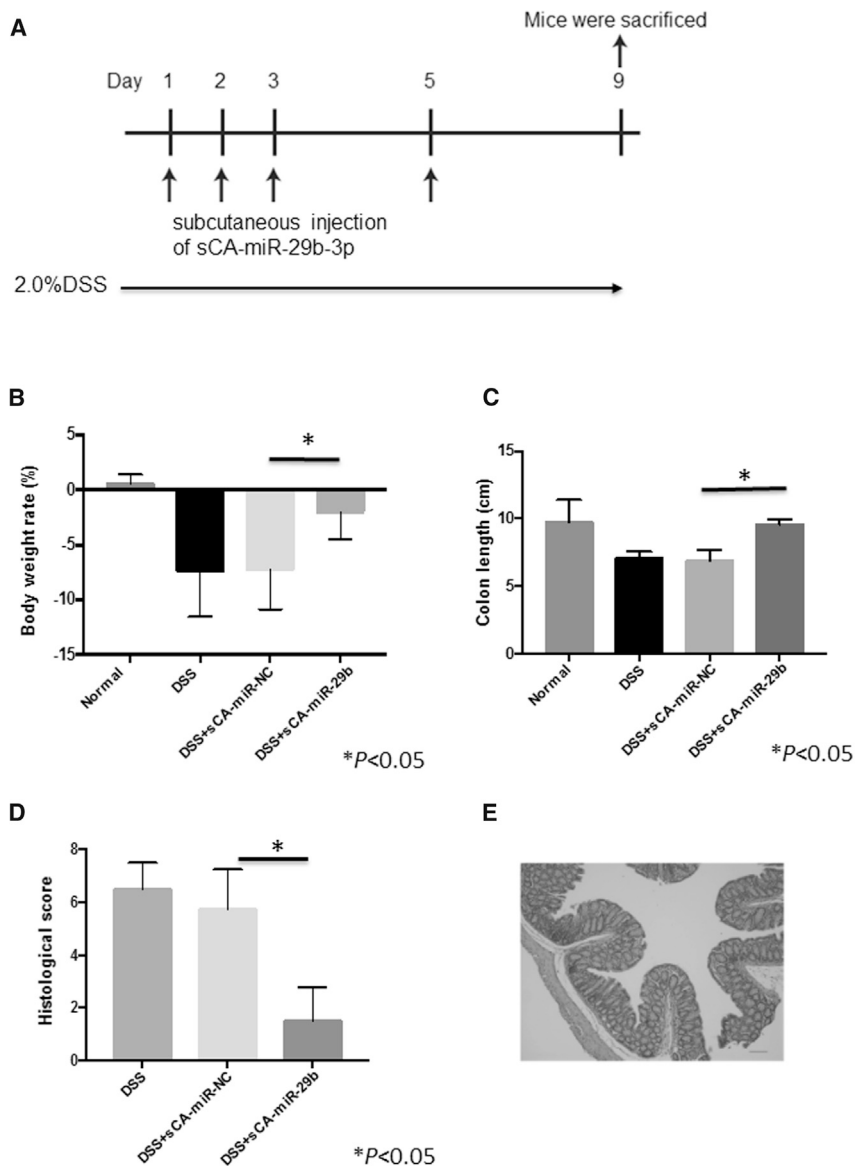 A
Mice were sacrificed
Day 1 2 3 5 9
subcutaneous injection
of sCA-miR-29b-3p
2.0%DSS
B
Body weight rate (%)
5
0
-5
-10
-15
*
Normal
DSS
DSS+sCA-miR-NC
DSS+sCA-miR-29b
*P<0.05
C
Colon length (cm)
15
10
5
0
*
Normal
DSS
DSS+sCA-miR-NC
DSS+sCA-miR-29b
*P<0.05
D
Histological score
8
6
4
2
0
*
DSS
DSS+sCA-miR-NC
DSS+sCA-miR-29b
*P<0.05
E